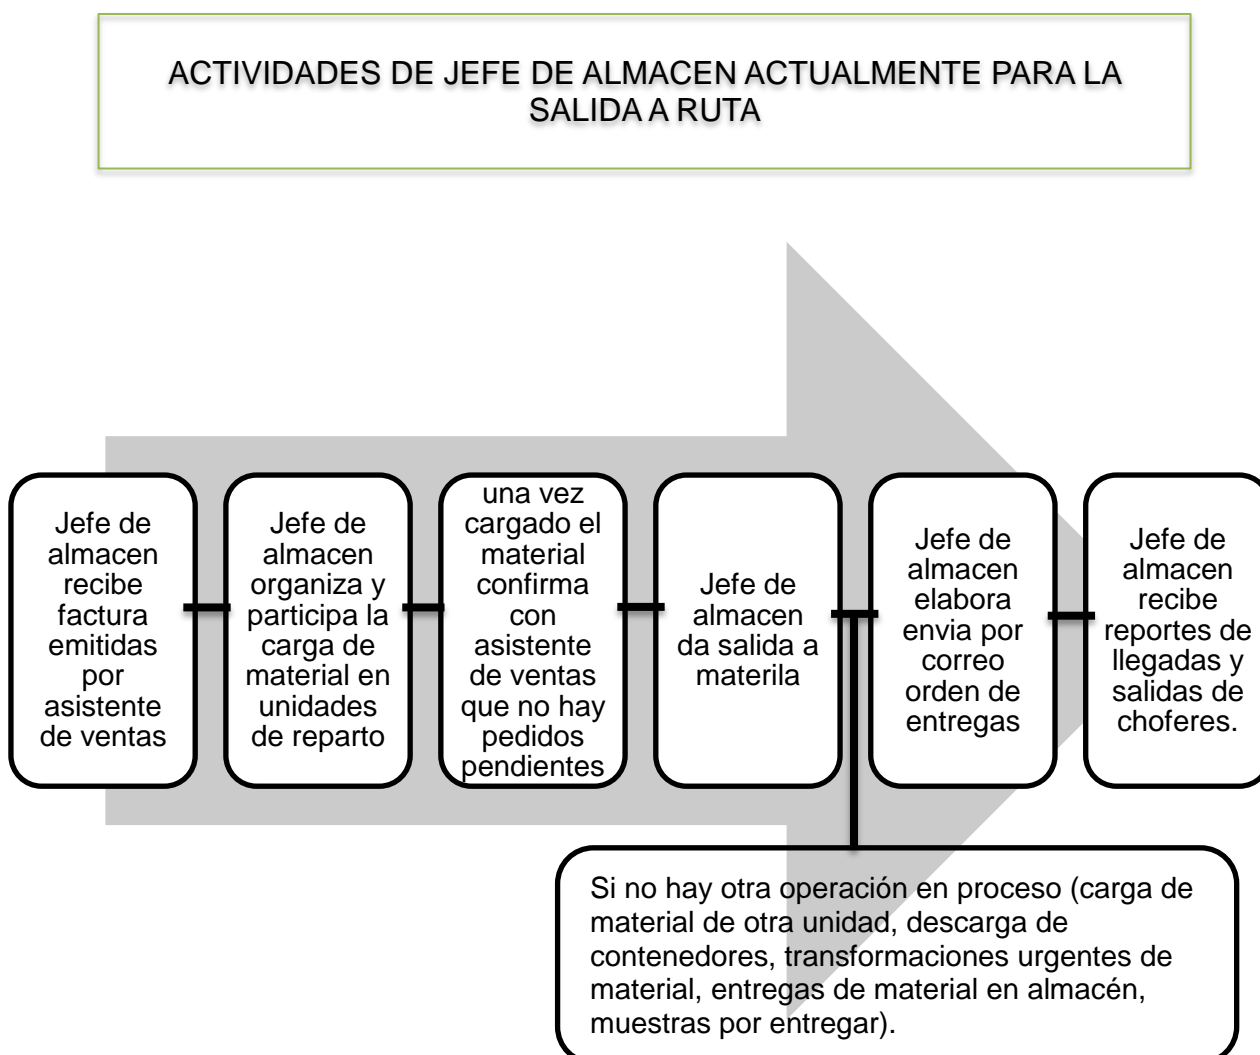 ACTIVIDADES DE JEFE DE ALMACEN ACTUALMENTE PARA LA
SALIDA A RUTA
Jefe de
almacen
recibe
factura
emitidas
por
asistente
de ventas
Jefe de
almacen
organiza y
participa la
carga de
material en
unidades
de reparto
una vez
cargado el
material
confirma
con
asistente
de ventas
que no hay
pedidos
pendientes
Jefe de
almacen
da salida a
materila
Jefe de
almacen
elabora
envia por
correo
orden de
entregas
Jefe de
almacen
recibe
reportes de
llegadas y
salidas de
choferes.
Si no hay otra operación en proceso (carga de
material de otra unidad, descarga de
contenedores, transformaciones urgentes de
material, entregas de material en almacén,
muestras por entregar).